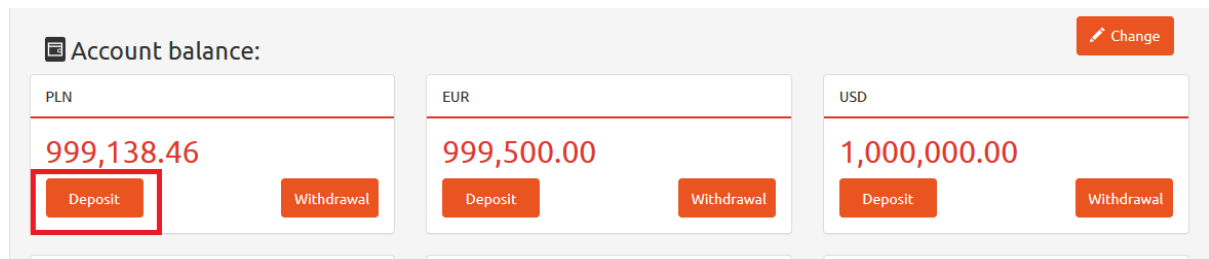 Account balance:
Change
PLN
999,138.46
Deposit
Withdrawal
EUR
999,500.00
Deposit
Withdrawal
USD
1,000,000.00
Deposit
Withdrawal